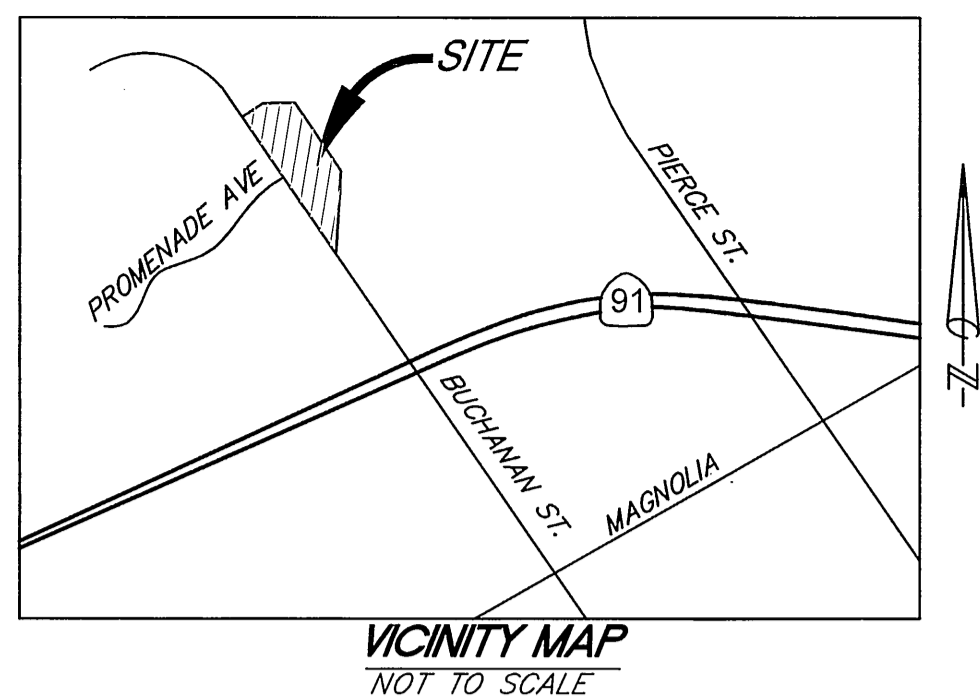 SITE
PIERCE ST.
PROMENADE AVE
91
BUCHANAN ST.
MAGNOLIA
N
VICINITY MAP
NOT TO SCALE